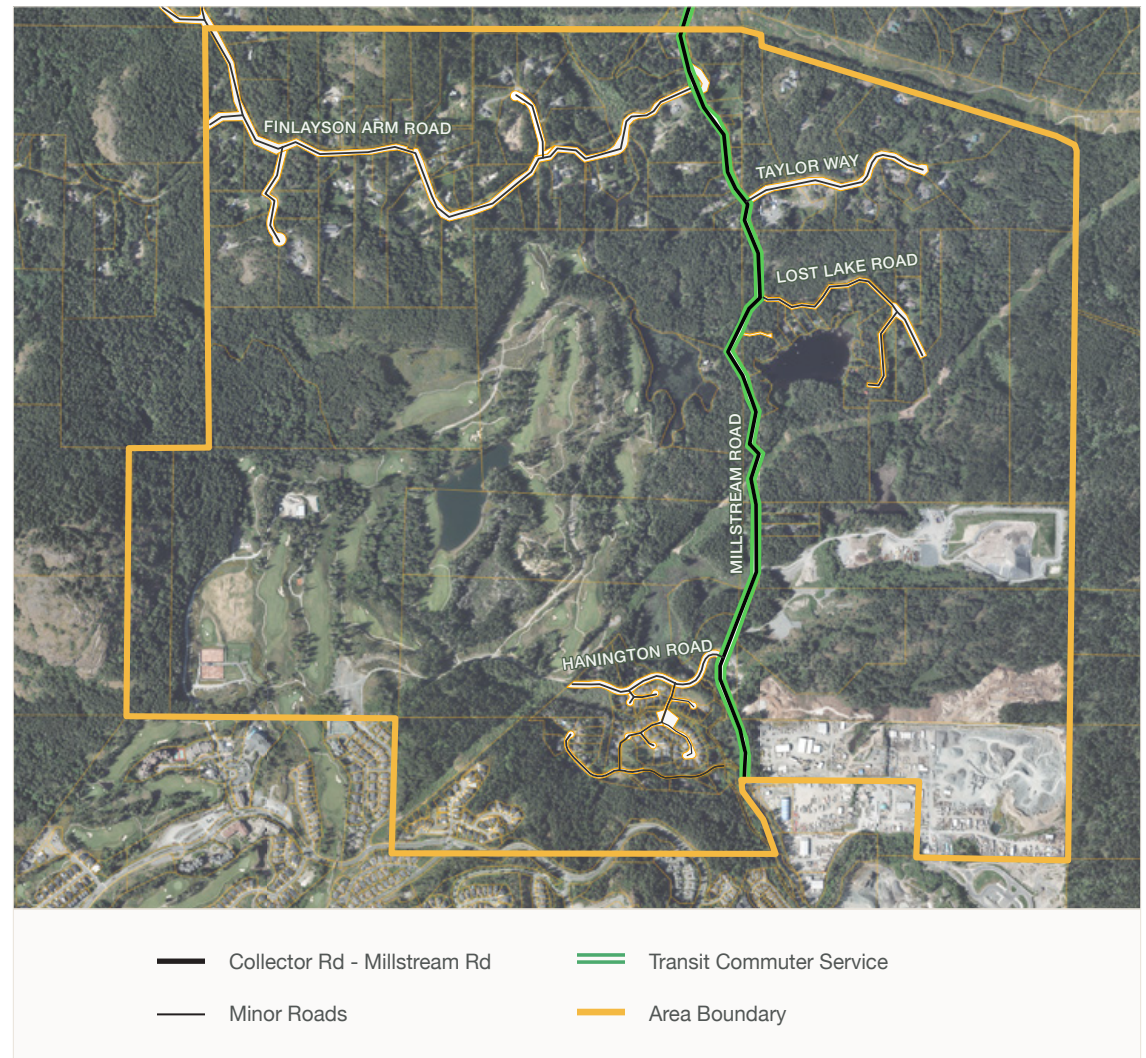 FINLAYSON ARM ROAD
TAYLOR WAY
LOST LAKE ROAD
MILLSTREAM ROAD
HANINGTON ROAD
Collector Rd - Millstream Rd
Transit Commuter Service
Minor Roads
Area Boundary